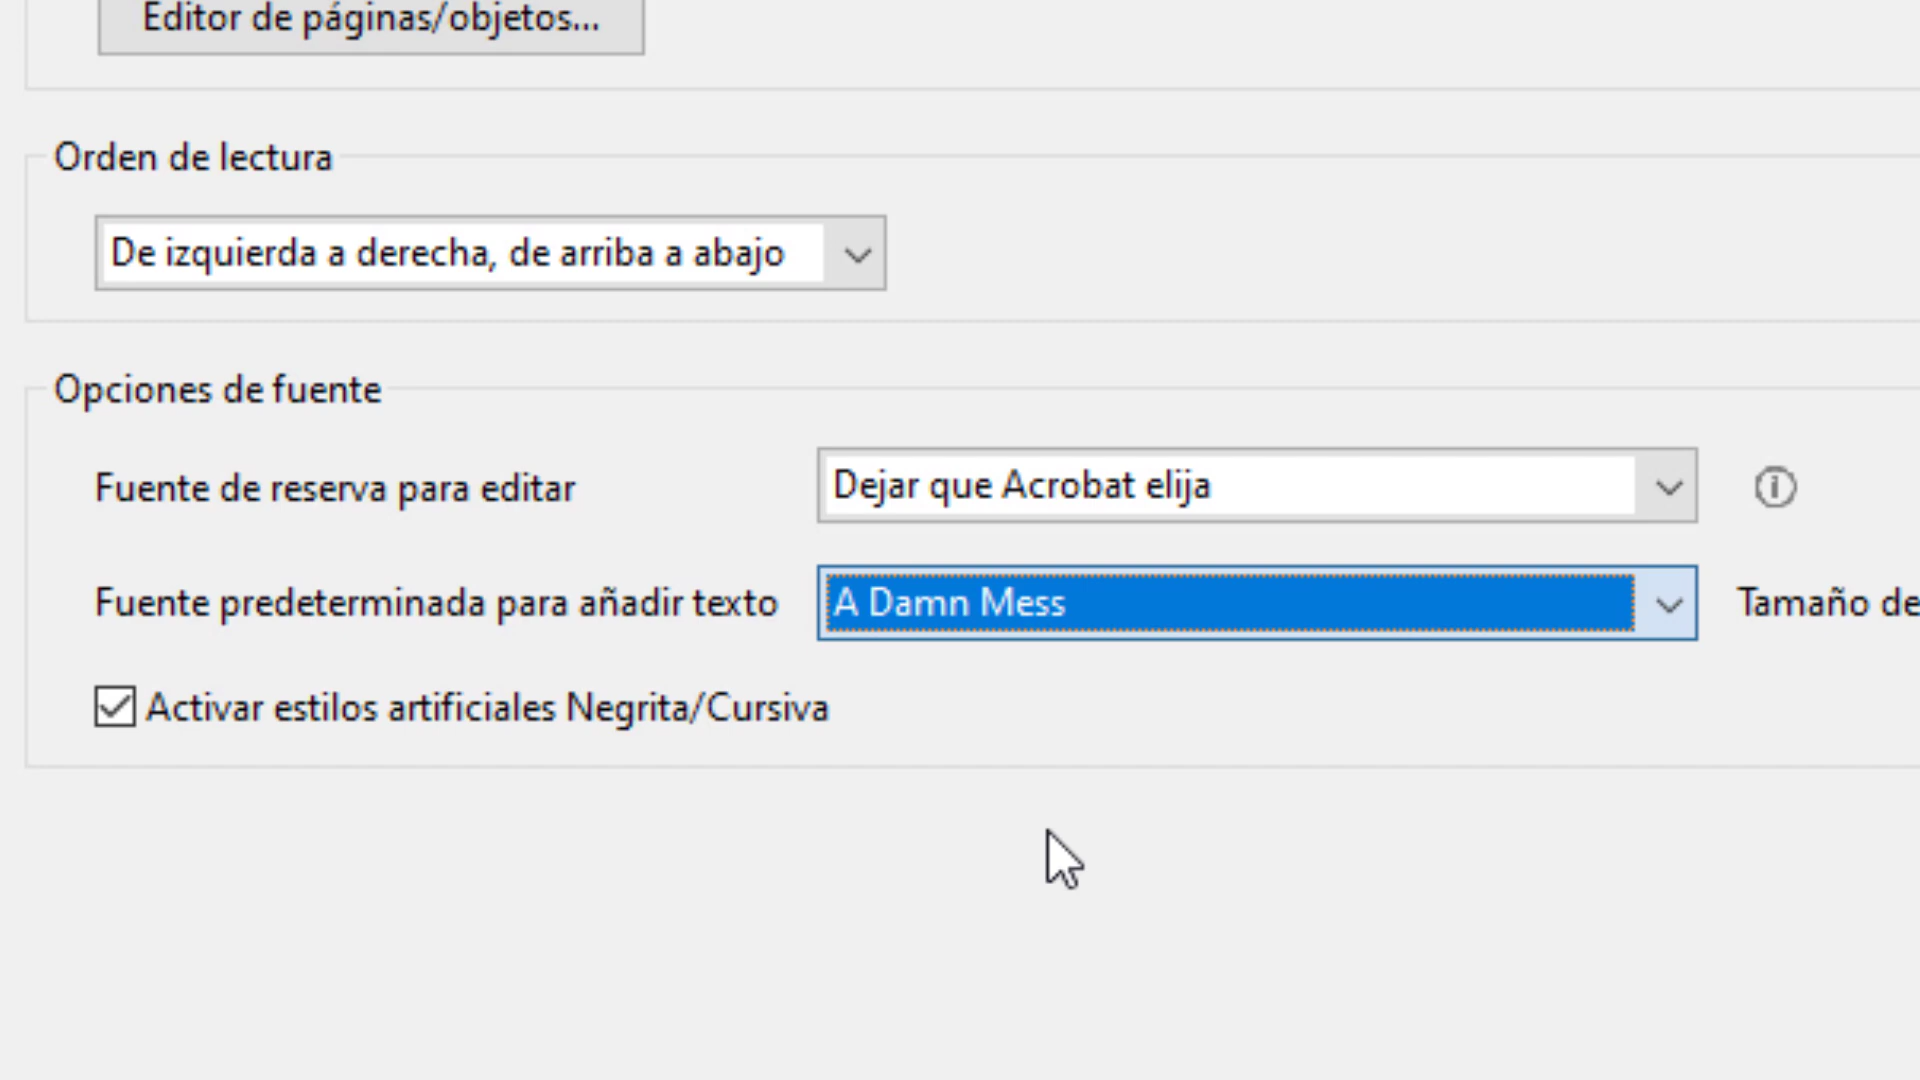 Editor de páginas/objetos...
Orden de lectura
De izquierda a derecha, de arriba a abajo
Opciones de fuente
Fuente de reserva para editar
Dejar que Acrobat elija
Fuente predeterminada para añadir texto
A Damn Mess
Tamaño de
Activar estilos artificiales Negrita/Cursiva